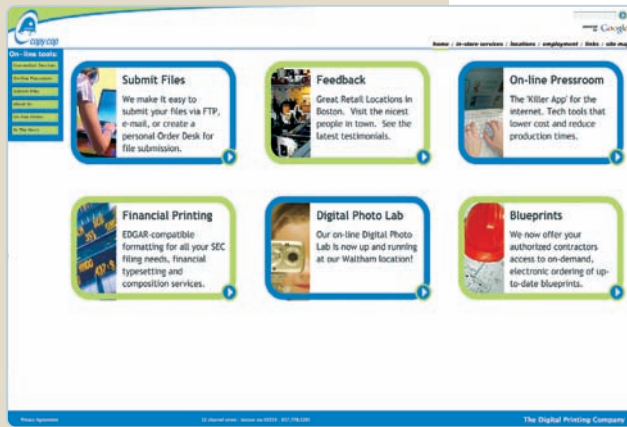 Google
copy cop
home / in-store services / locations / employment / links / site map
On-line tools:
Submit Files
We make it easy to
submit your files via FTP,
e-mail, or create a
personal Order Desk for
file submission.
Feedback
Great Retail Locations in
Boston. Visit the nicest
people in town. See the
latest testimonials.
On-line Pressroom
The 'Killer App' for the
internet. Tech tools that
lower cost and reduce
production times.
Financial Printing
EDGAR-compatible
formatting for all your SEC
filing needs, financial
typesetting and
composition services.
Digital Photo Lab
Our on-line Digital Photo
Lab is now up and running
at our Waltham location!
Blueprints
We now offer your
authorized contractors
access to on-demand,
electronic ordering of up-
to-date blueprints.
The Digital Printing Company